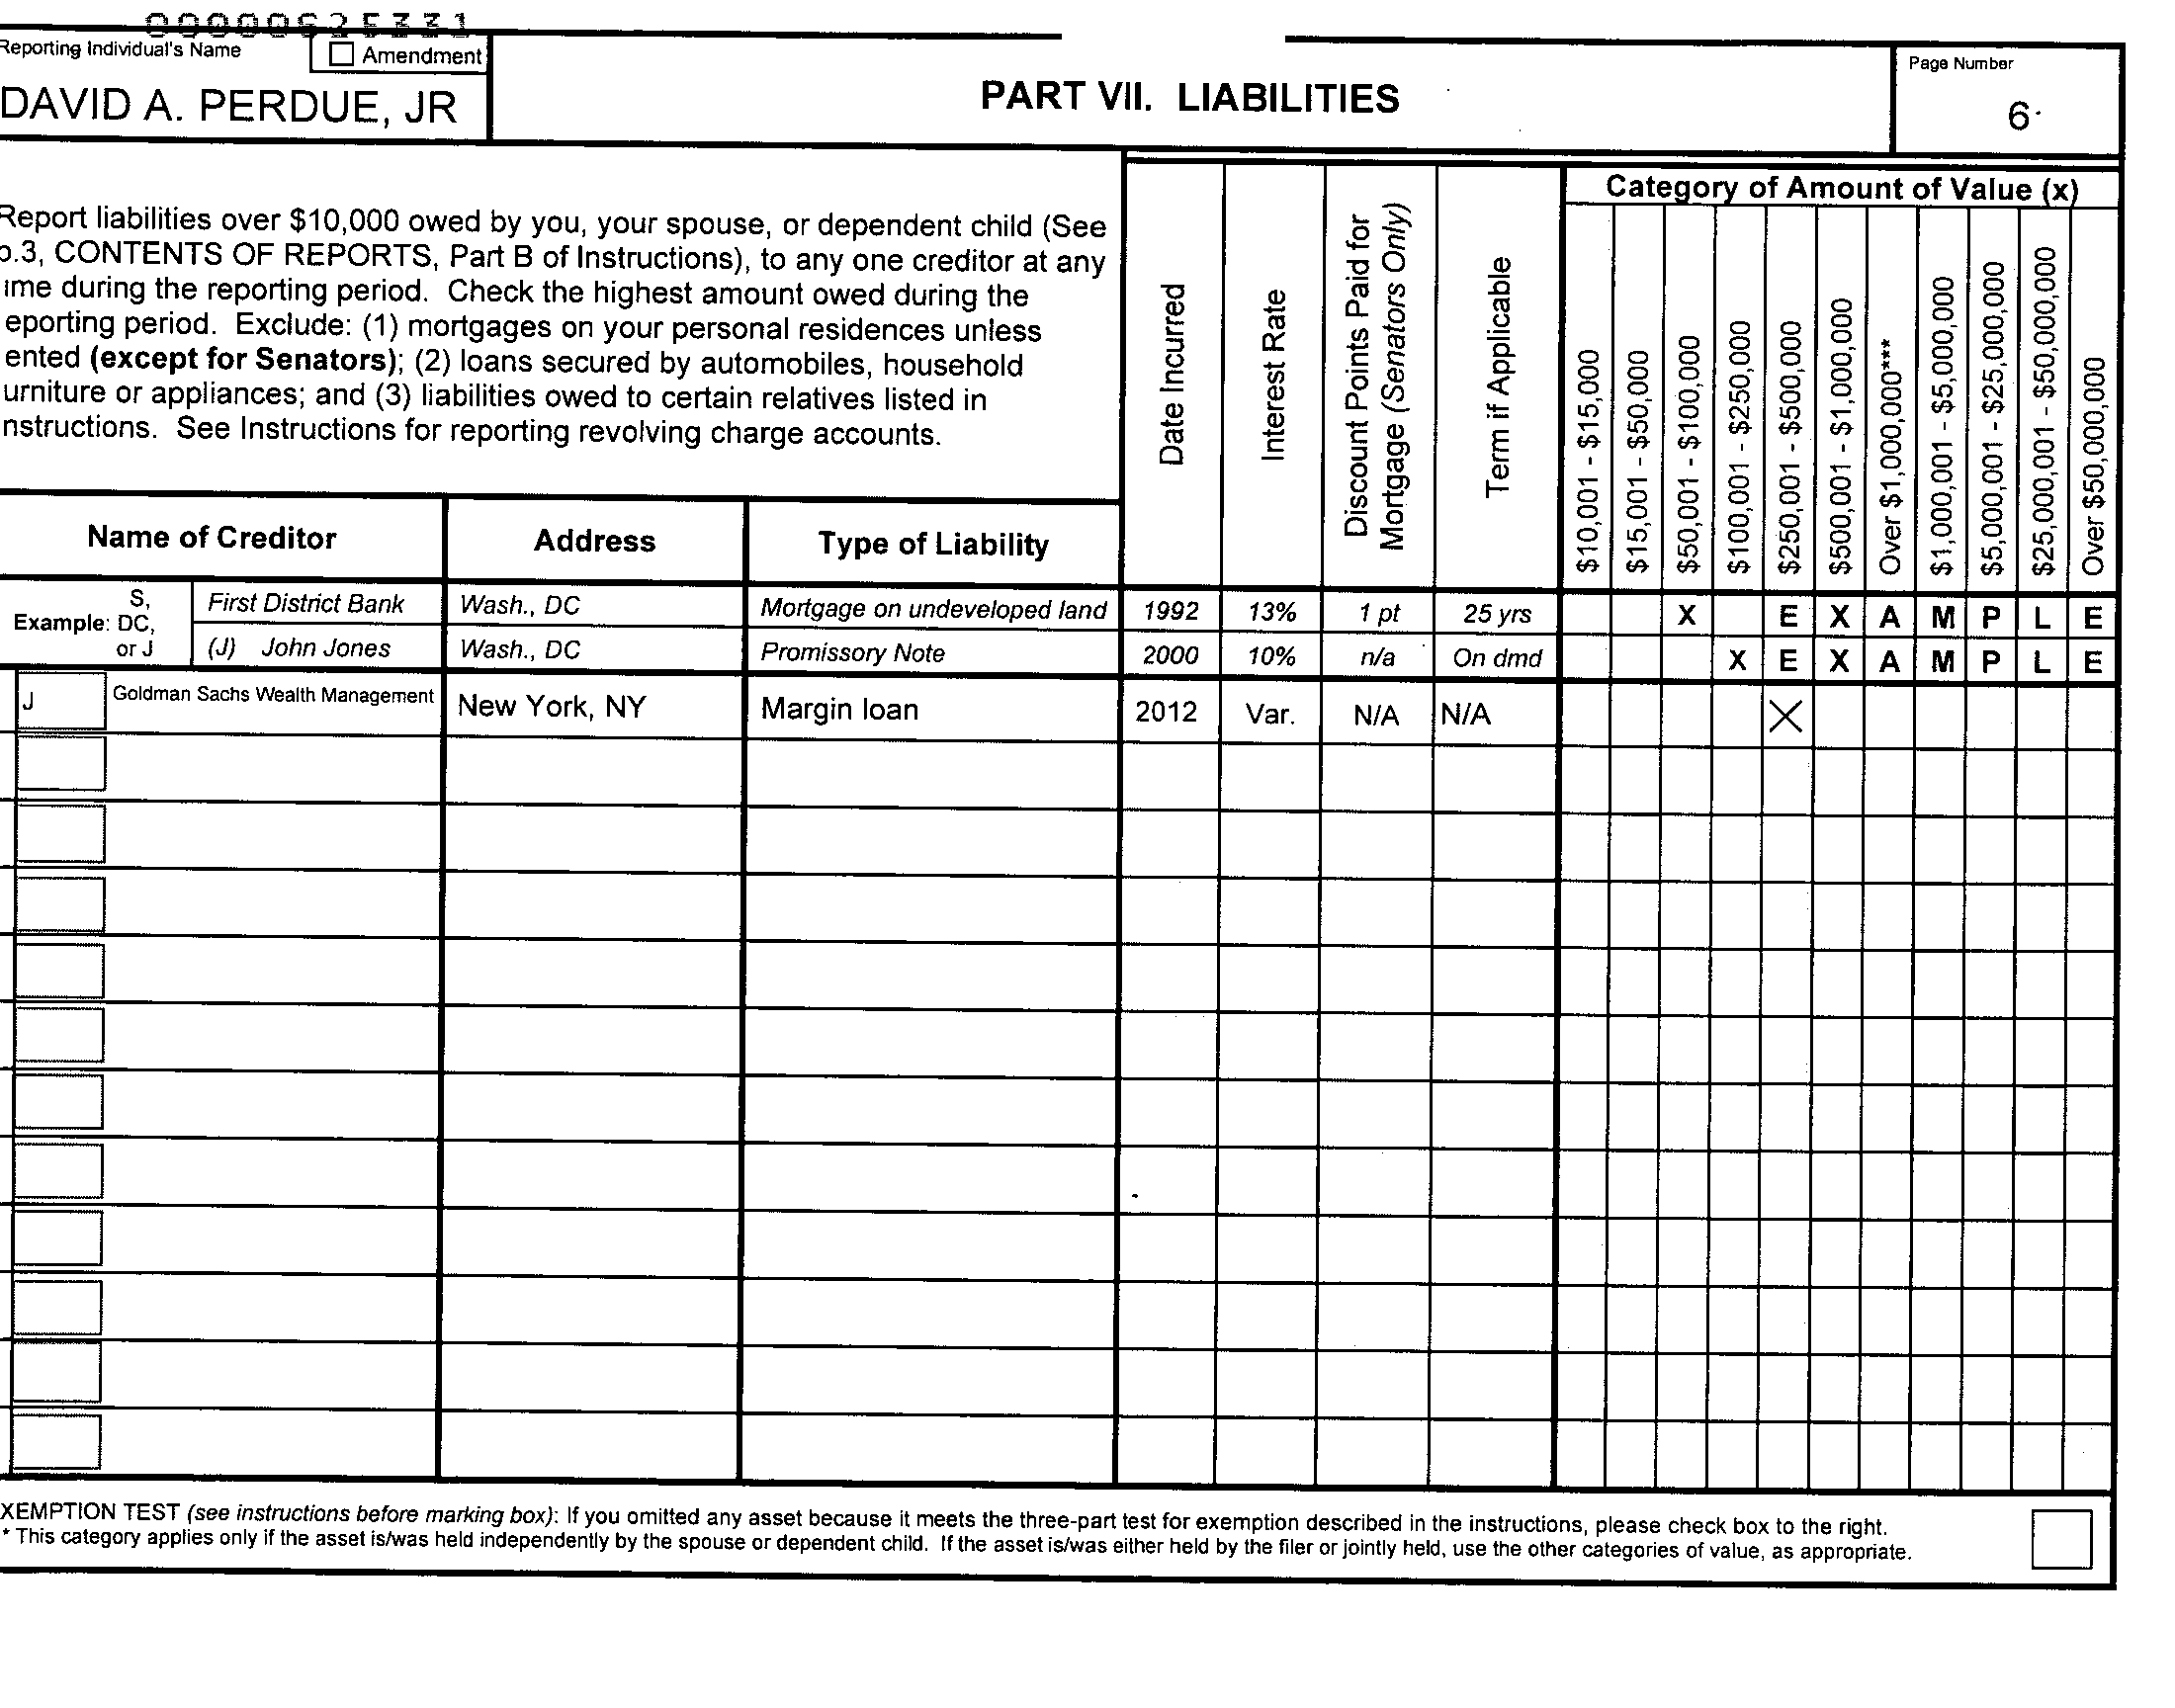 00000625331
Reporting Individual's Name
Amendment
DAVID A. PERDUE, JR
PART VII. LIABILITIES
Page Number
6
Report liabilities over $10,000 owed by you, your spouse, or dependent child (See
p.3, CONTENTS OF REPORTS, Part B of Instructions), to any one creditor at any
ime during the reporting period. Check the highest amount owed during the
eporting period. Exclude: (1) mortgages on your personal residences unless
ented (except for Senators); (2) loans secured by automobiles, household
urniture or appliances; and (3) liabilities owed to certain relatives listed in
nstructions. See Instructions for reporting revolving charge accounts.
Date Incurred
Interest Rate
Discount Points Paid for
Mortgage (Senators Only)
Term if Applicable
Category of Amount of Value (x)
$10,001 - $15,000
$15,001 - $50,000
$50,001 - $100,000
$100,001 - $250,000
$250,001 - $500,000
$500,001 - $1,000,000
Over $1,000,000***
$1,000,001 - $5,000,000
$5,000,001 - $25,000,000
$25,000,001 - $50,000,000
Over $50,000,000
Name of Creditor Address Type of Liability
Example: S, DC, or J
First District Bank Wash., DC Mortgage on undeveloped land 1992 13% 1 pt 25 yrs X E X A M P L E
(J) John Jones Wash., DC Promissory Note 2000 10% n/a On dmd X E X A M P L E
J Goldman Sachs Wealth Management New York, NY Margin loan 2012 Var. N/A N/A X
XEMPTION TEST (see instructions before marking box): If you omitted any asset because it meets the three-part test for exemption described in the instructions, please check box to the right.
* This category applies only if the asset is/was held independently by the spouse or dependent child. If the asset is/was either held by the filer or jointly held, use the other categories of value, as appropriate.